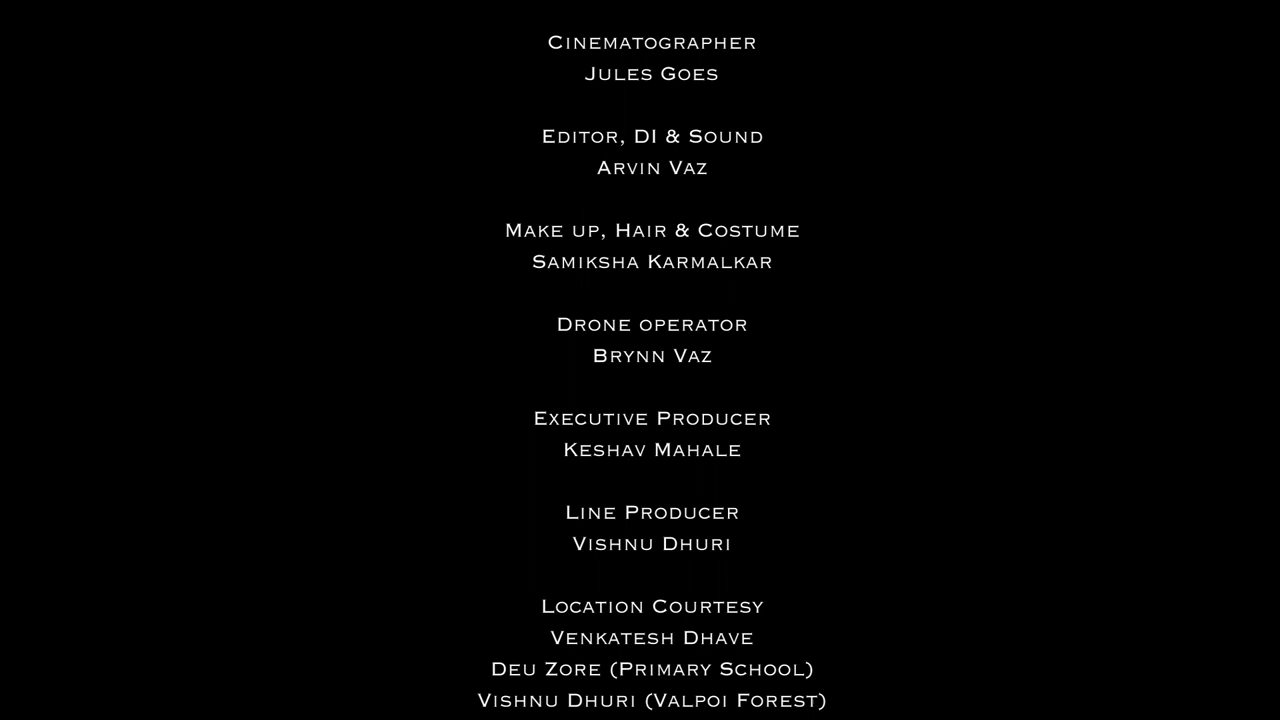 Cinematographer
Jules Goes
Editor, DI & Sound
Arvin Vaz
Make up, Hair & Costume
Samiksha Karmalkar
Drone operator
Brynn Vaz
Executive Producer
Keshav Mahale
Line Producer
Vishnu Dhuri
Location Courtesy
Venkatesh Dhave
Deu Zore (Primary School)
Vishnu Dhuri (Valpoi Forest)